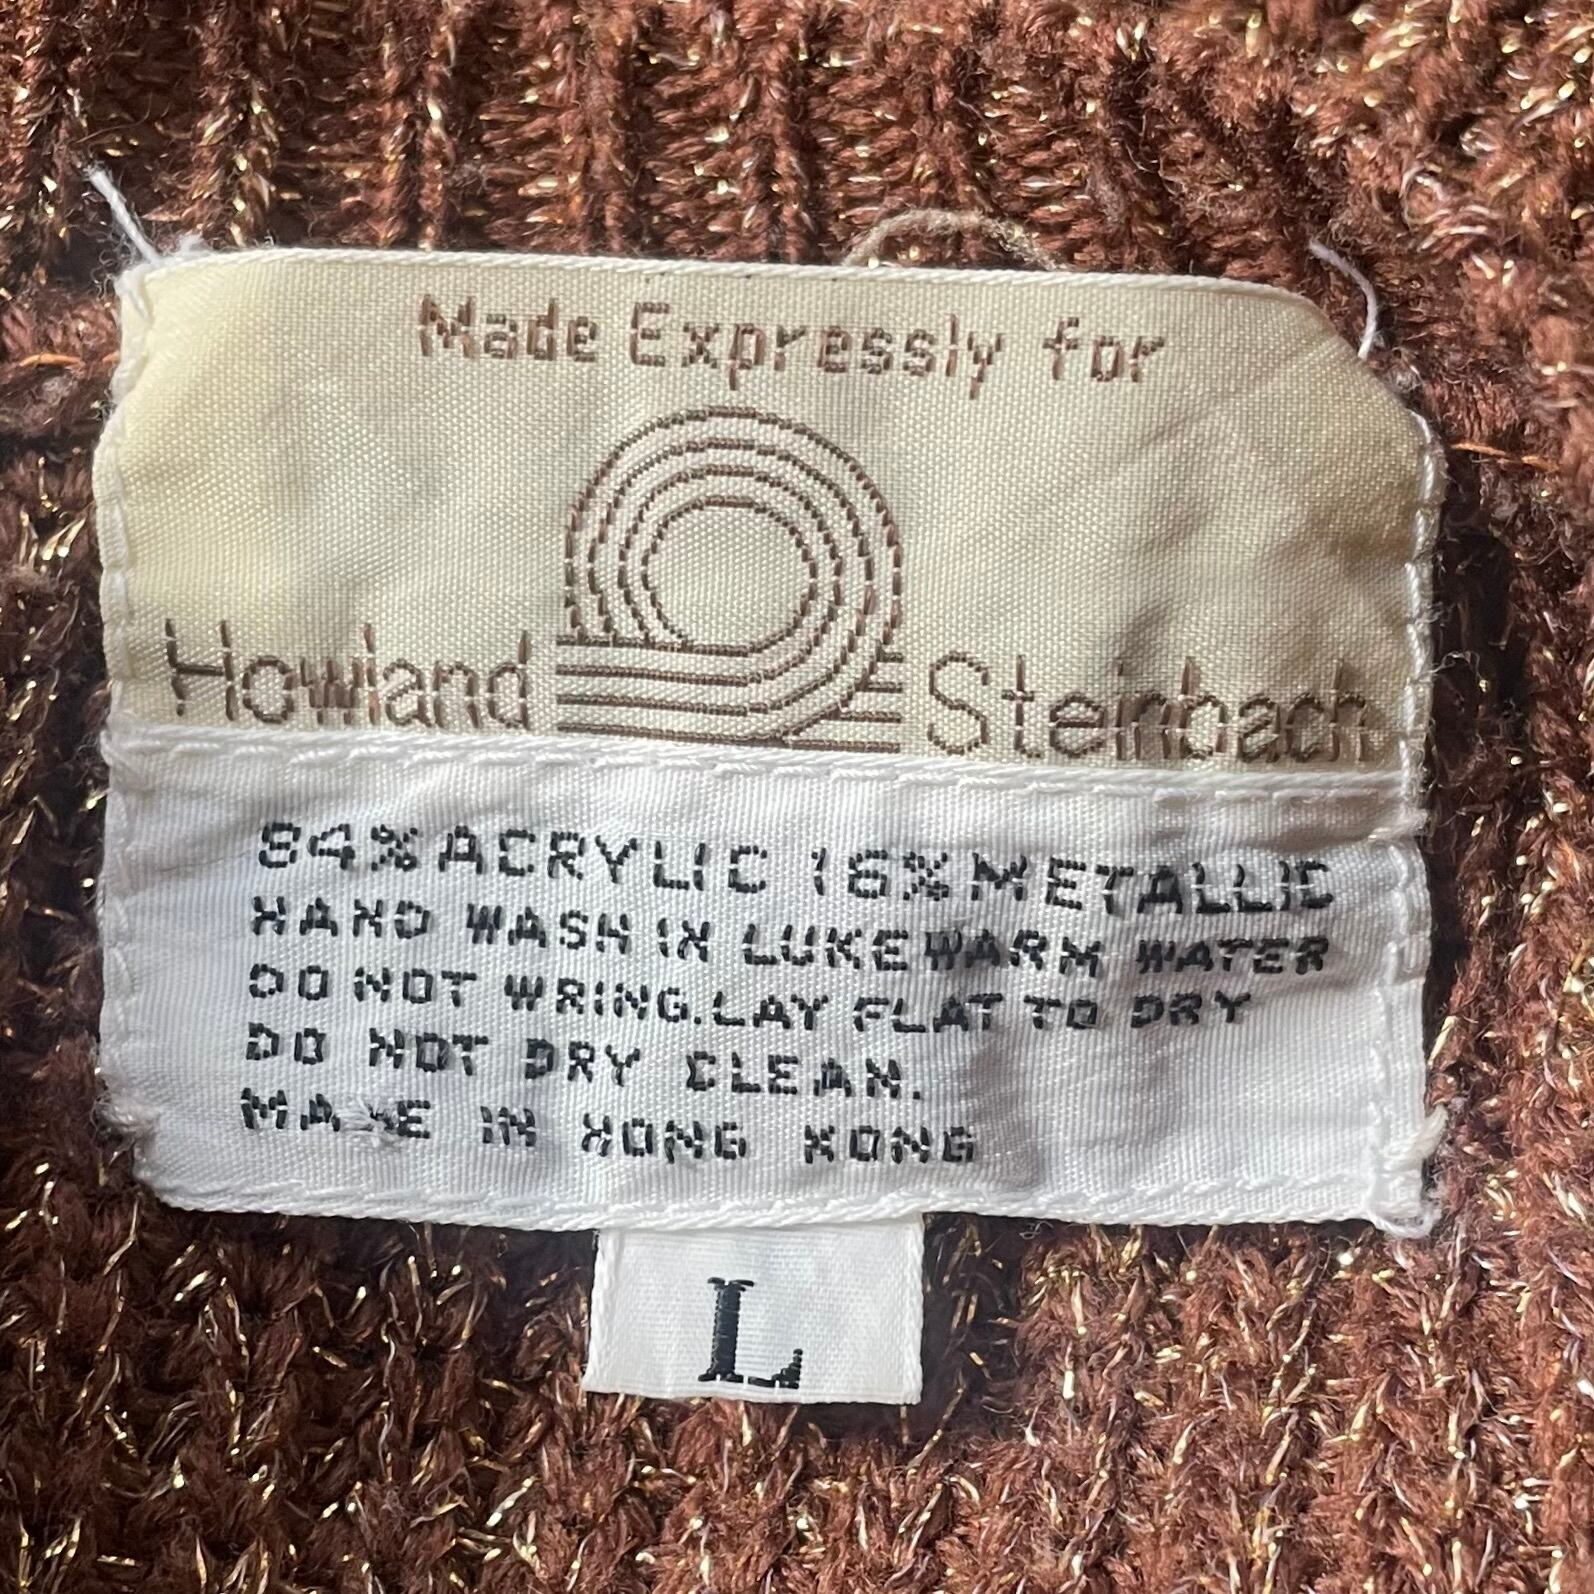 Made Expressly for
Howland Steinbach
84% ACRYLIC 16% METALLIC
HAND WASH IN LUKEWARM WATER
DO NOT WRING. LAY FLAT TO DRY
DO NOT DRY CLEAN.
MADE IN HONG KONG
L